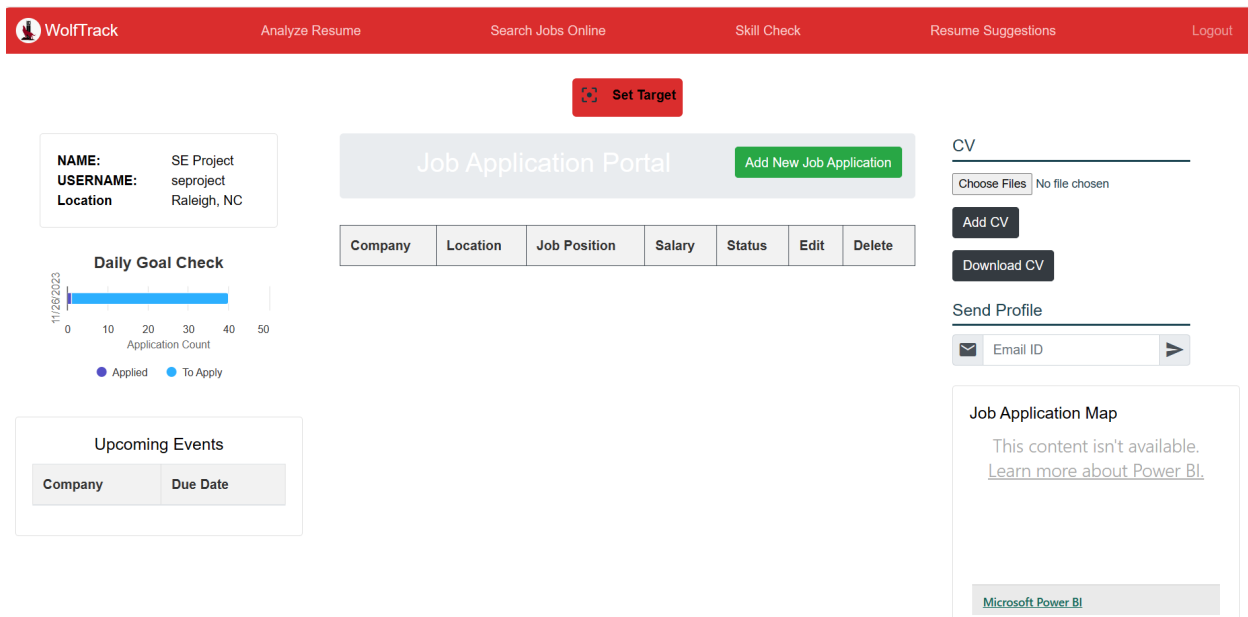 WolfTrack Analyze Resume Search Jobs Online Skill Check Resume Suggestions Logout
Set Target
NAME: SE Project
USERNAME: seproject
Location Raleigh, NC
Daily Goal Check
11/26/2023
0 10 20 30 40 50
Application Count
Applied To Apply
Upcoming Events
Company Due Date
Job Application Portal Add New Job Application
Company Location Job Position Salary Status Edit Delete
CV
Choose Files No file chosen
Add CV
Download CV
Send Profile
Email ID
Job Application Map
This content isn't available.
Learn more about Power BI.
Microsoft Power BI